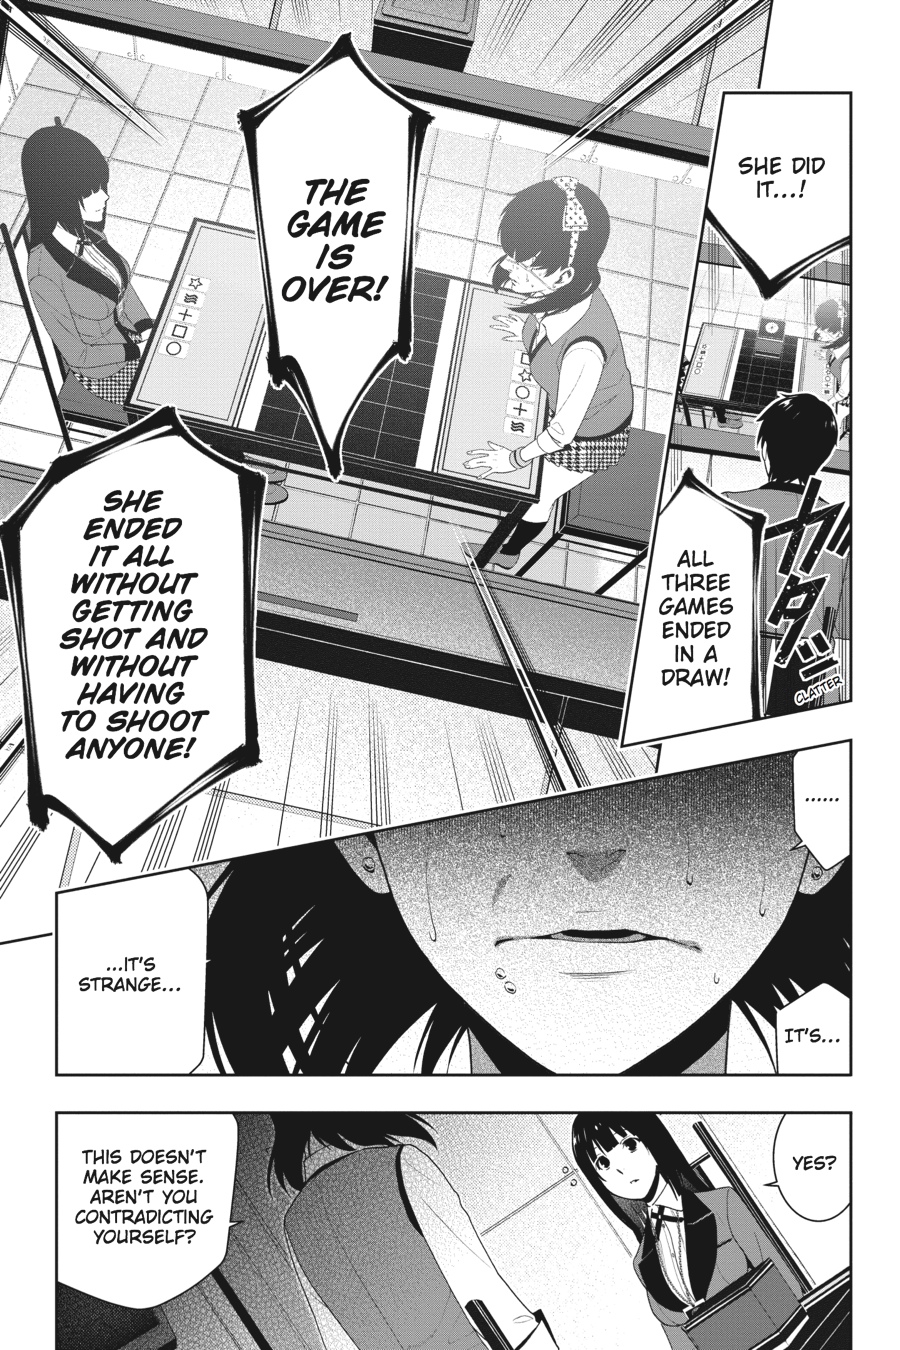 SHE DID
IT...!
ALL
THREE
GAMES
ENDED
IN A
DRAW!
ガタッ
CLATTER
THE
GAME
IS
OVER!
SHE
ENDED
IT ALL
WITHOUT
GETTING
SHOT AND
WITHOUT
HAVING
TO SHOOT
ANYONE!
......
IT'S...
...IT'S
STRANGE...
YES?
THIS DOESN'T
MAKE SENSE.
AREN'T YOU
CONTRADICTING
YOURSELF?